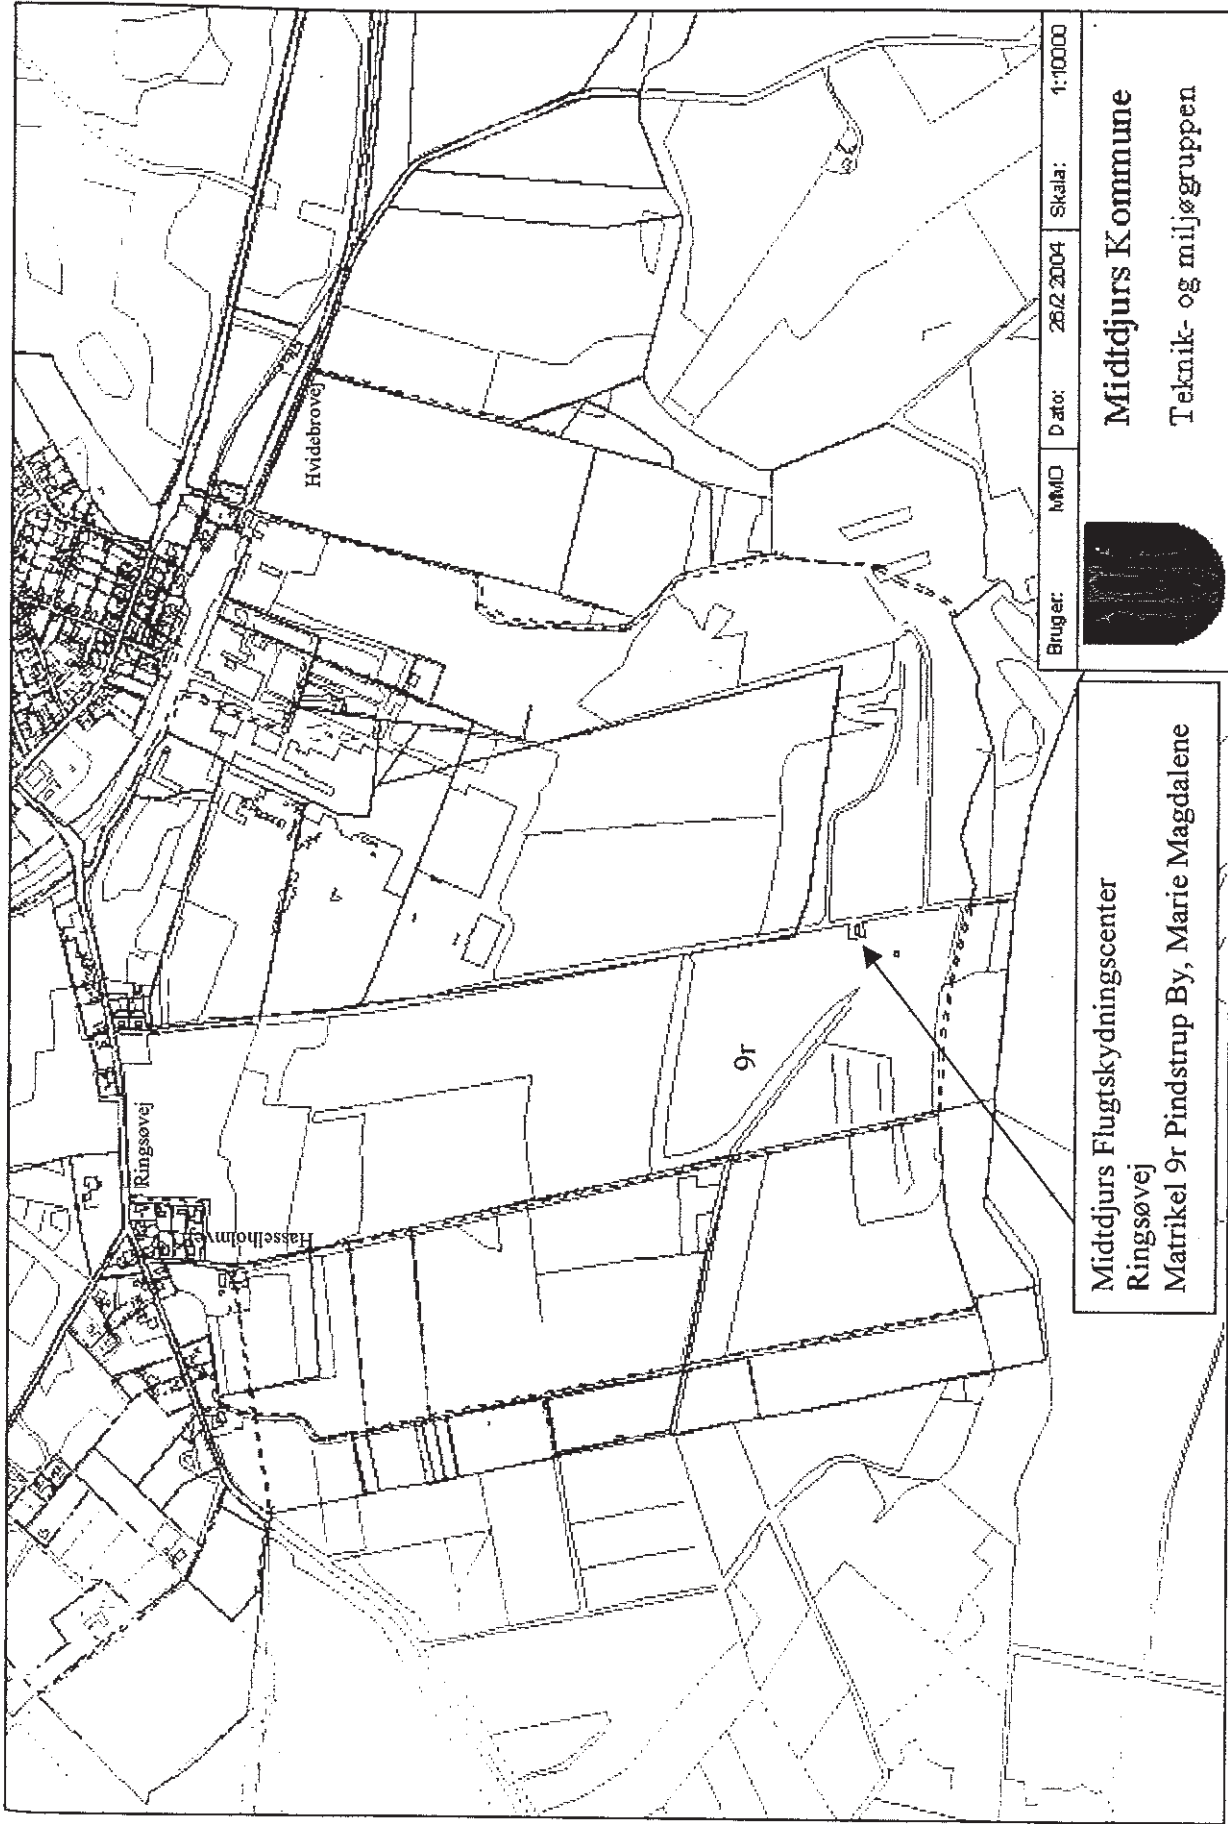 Ringsøvej
Hasselholmvej
Hvidebrovej
9r
Midtdjurs Flugtskydningscenter
Ringsøvej
Matrikel 9r Pindstrup By, Marie Magdalene
Bruger: MMO Dato: 26/2 2004 Skala: 1:10000
Midtdjurs Kommune
Teknik- og miljøgruppen